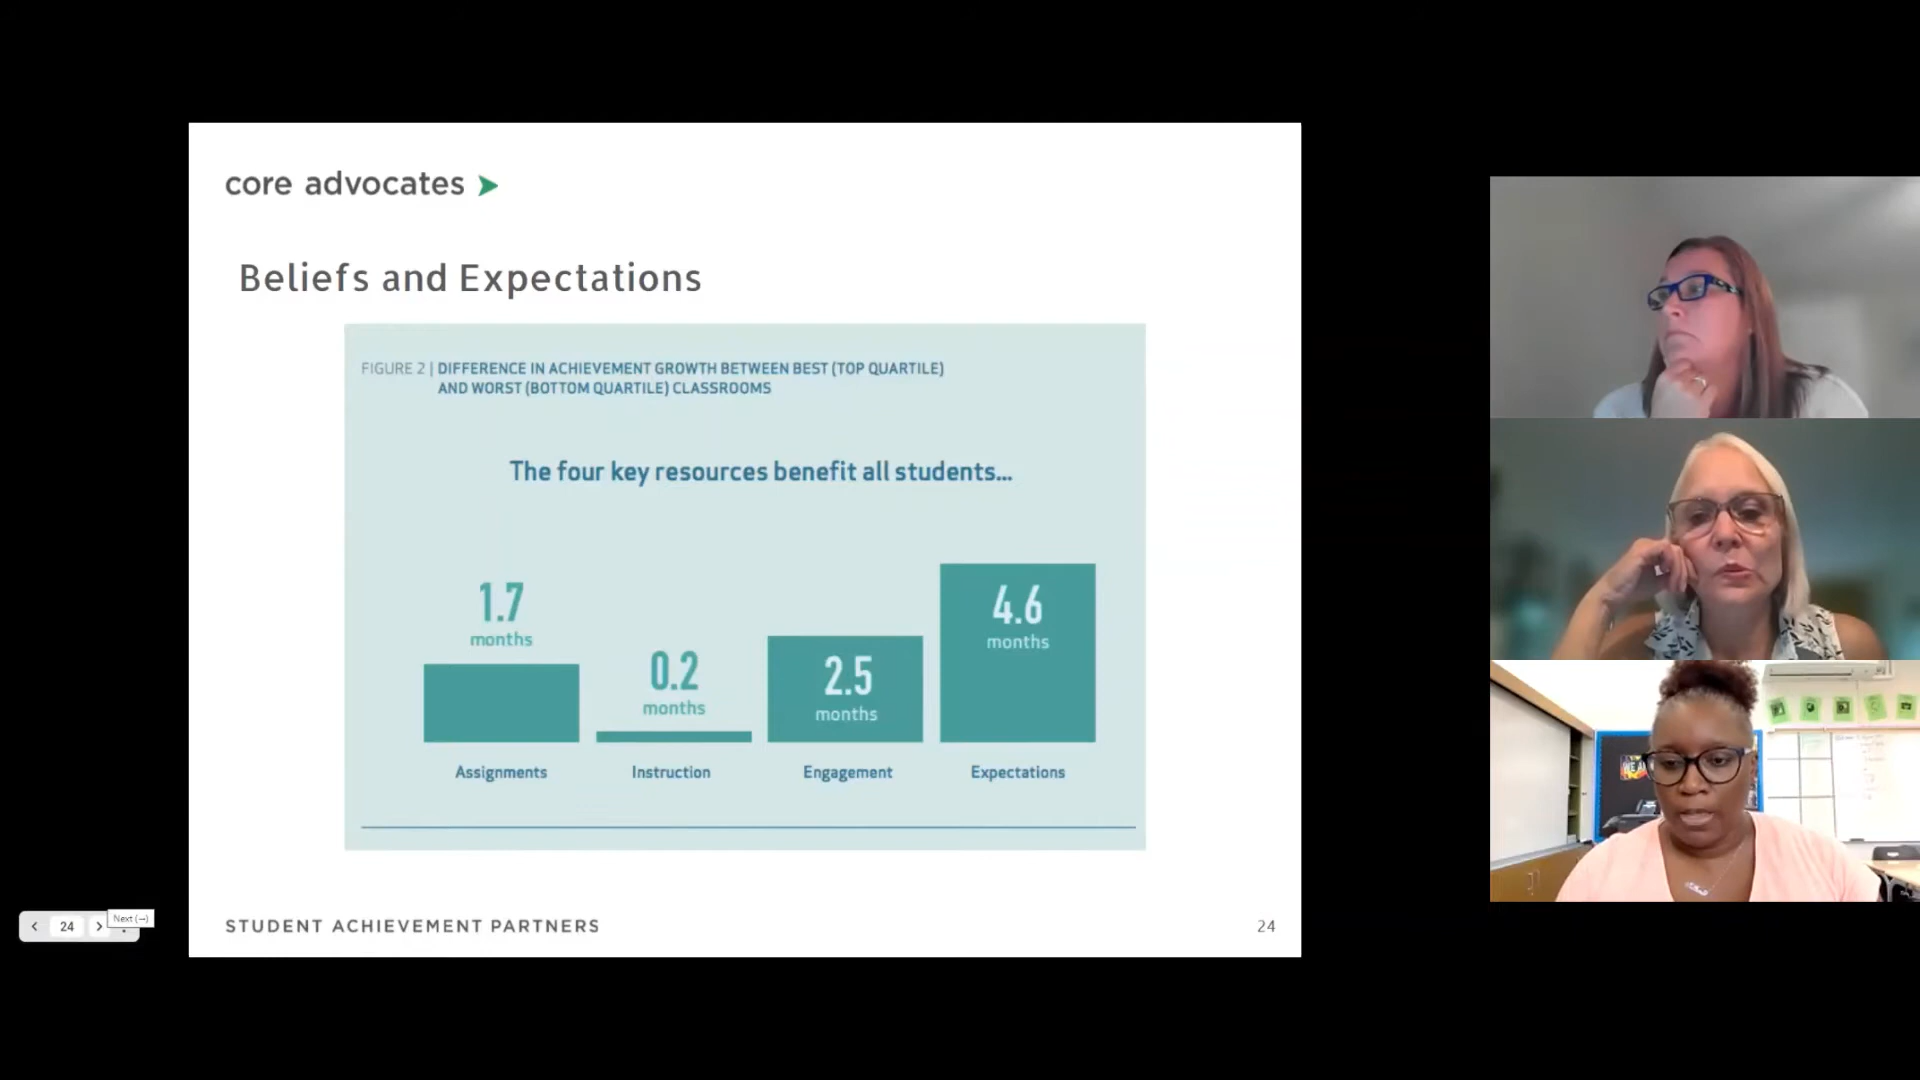 core advocates
Beliefs and Expectations
FIGURE 2 | DIFFERENCE IN ACHIEVEMENT GROWTH BETWEEN BEST (TOP QUARTILE)
AND WORST (BOTTOM QUARTILE) CLASSROOMS
The four key resources benefit all students...
1.7
months
0.2
months
2.5
months
4.6
months
Assignments
Instruction
Engagement
Expectations
STUDENT ACHIEVEMENT PARTNERS
24
24
Next (→)